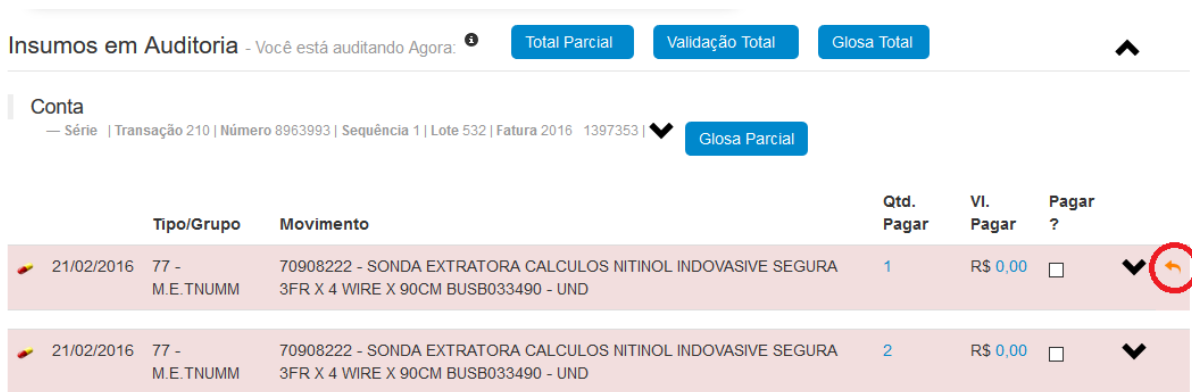 Insumos em Auditoria - Você está auditando Agora: Total Parcial Validação Total Glosa Total
Conta
— Série | Transação 210 | Número 8963993 | Sequência 1 | Lote 532 | Fatura 2016 1397353 | Glosa Parcial
Qtd. Vl. Pagar
Tipo/Grupo Movimento Pagar Pagar ?
21/02/2016 77 - 70908222 - SONDA EXTRATORA CALCULOS NITINOL INDOVASIVE SEGURA 1 R$ 0,00
M.E.TNUMM 3FR X 4 WIRE X 90CM BUSB033490 - UND
21/02/2016 77 - 70908222 - SONDA EXTRATORA CALCULOS NITINOL INDOVASIVE SEGURA 2 R$ 0,00
M.E.TNUMM 3FR X 4 WIRE X 90CM BUSB033490 - UND